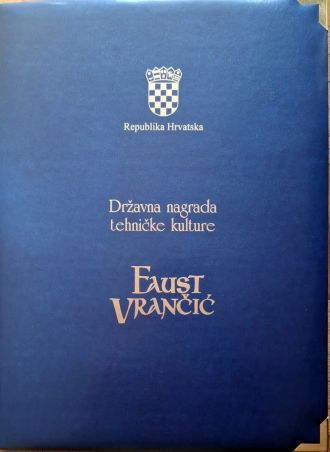 Republika Hrvatska
Državna nagrada
tehničke kulture
FAUST
VRANČIĆ